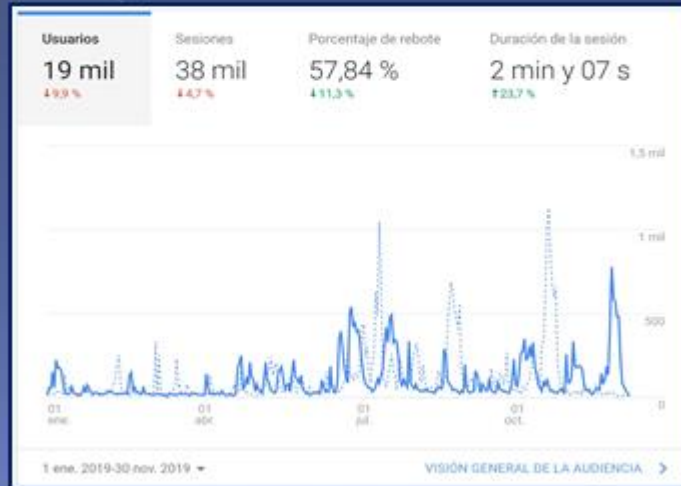 Usuarios Sesiones Porcentaje de rebote Duración de la sesión
19 mil 38 mil 57,84 % 2 min y 07 s
↓9,9 % ↓4,7 % ↓11,3 % ↑23,7 %
1,5 mil
1 mil
500
0
01 01 01 01
ene. abr. jul. oct.
1 ene. 2019-30 nov. 2019 VISIÓN GENERAL DE LA AUDIENCIA